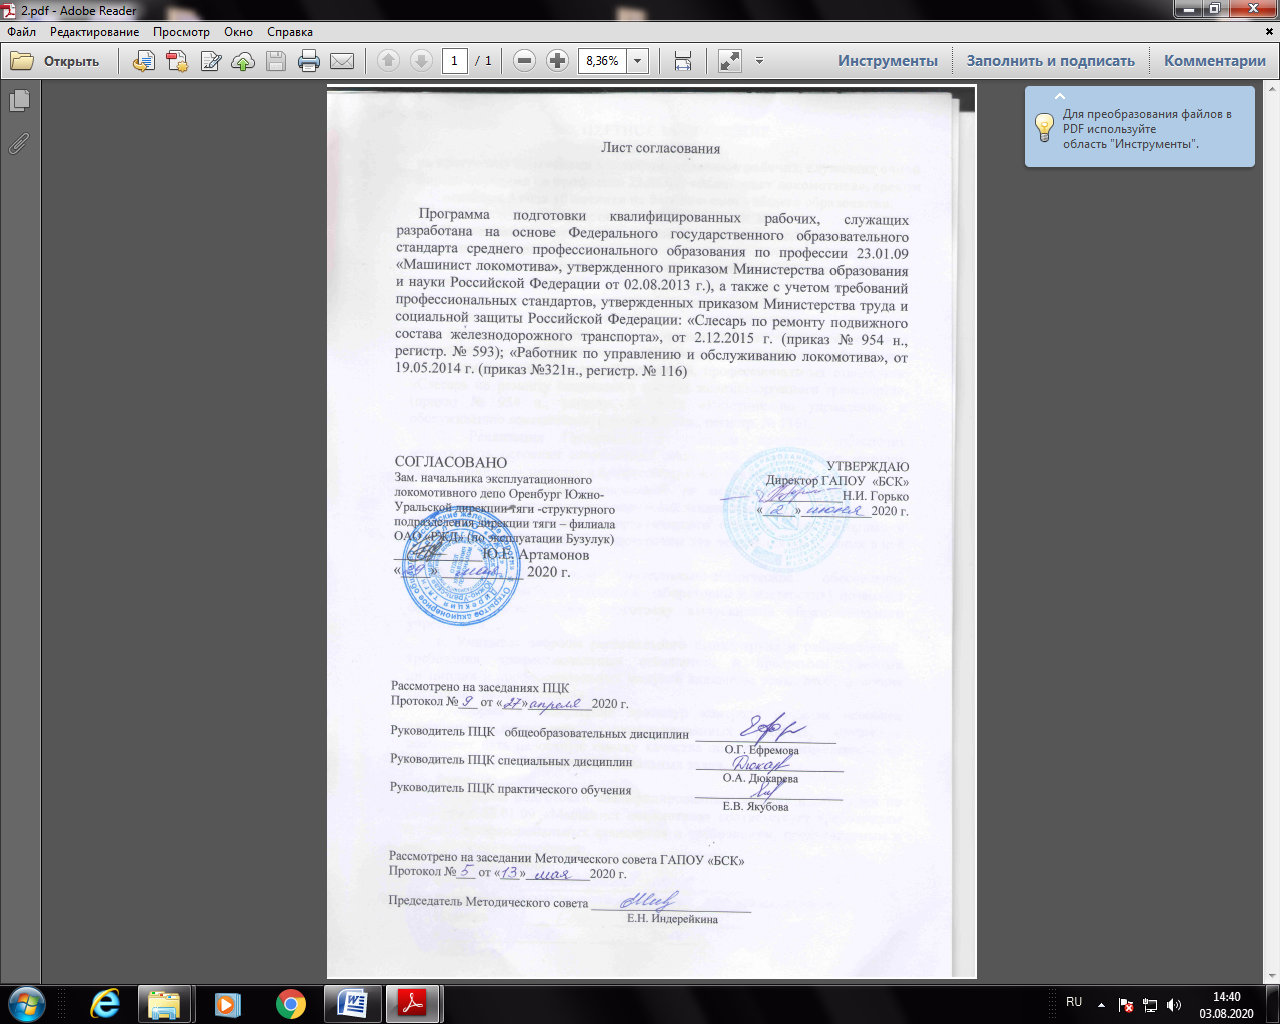 2.pdf - Adobe Reader
Файл Редактирование Просмотр Окно Справка
Открыть
1 / 1
8,36%
Инструменты
Заполнить и подписать
Комментарии
Для преобразования файлов в
PDF используйте
область "Инструменты".
Лист согласования
Программа подготовки квалифицированных рабочих, служащих
разработана на основе Федерального государственного образовательного
стандарта среднего профессионального образования по профессии 23.01.09
«Машинист локомотива», утвержденного приказом Министерства образования
и науки Российской Федерации от 02.08.2013 г.), а также с учетом требований
профессиональных стандартов, утвержденных приказом Министерства труда и
социальной защиты Российской Федерации: «Слесарь по ремонту подвижного
состава железнодорожного транспорта», от 2.12.2015 г. (приказ № 954 н.,
регистр. № 593); «Работник по управлению и обслуживанию локомотива», от
19.05.2014 г. (приказ №321н., регистр. № 116)
СОГЛАСОВАНО
Зам. начальника эксплуатационного
локомотивного депо Оренбург Южно-
Уральской дирекции тяги -структурного
подразделения дирекции тяги – филиала
ОАО «РЖД» (по эксплуатации Бузулук)
Ю.Е. Артамонов
« » мая 2020 г.
УТВЕРЖДАЮ
Директор ГАПОУ «БСК»
Н.И. Горько
«2» июня 2020 г.
Рассмотрено на заседаниях ПЦК
Протокол № 9 от «27» апреля 2020 г.
Руководитель ПЦК общеобразовательных дисциплин
О.Г. Ефремова
Руководитель ПЦК специальных дисциплин
О.А. Дюкарева
Руководитель ПЦК практического обучения
Е.В. Якубова
Рассмотрено на заседании Методического совета ГАПОУ «БСК»
Протокол № 5 от «13» мая 2020 г.
Председатель Методического совета
Е.Н. Индерейкина
RU
14:40
03.08.2020